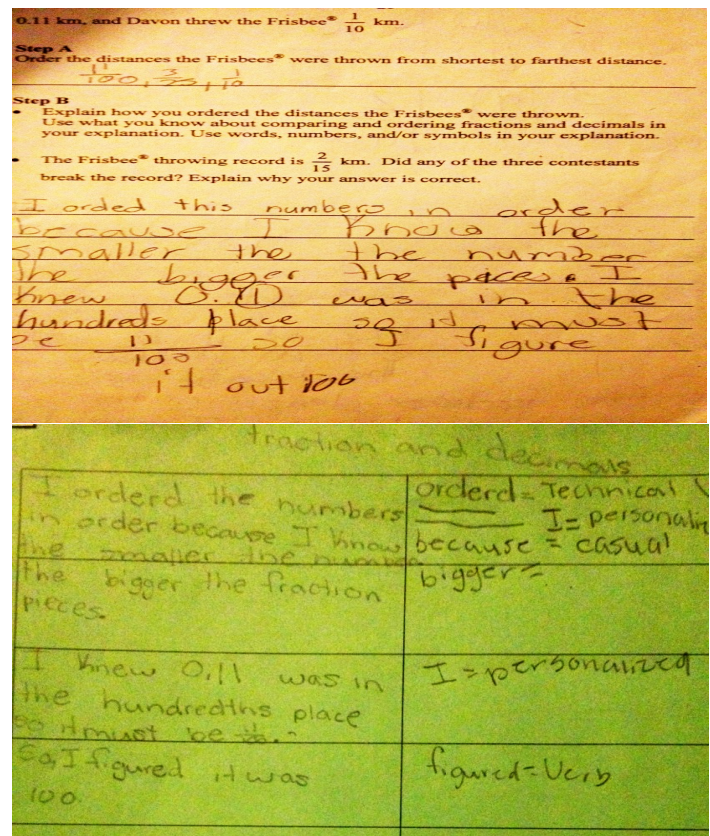 0.11 km, and Davon threw the Frisbee® 1/10 km.
Step A
Order the distances the Frisbees® were thrown from shortest to farthest distance.
11/100, 3/25, 1/10
Step B
• Explain how you ordered the distances the Frisbees® were thrown.
Use what you know about comparing and ordering fractions and decimals in
your explanation. Use words, numbers, and/or symbols in your explanation.
• The Frisbee® throwing record is 2/15 km. Did any of the three contestants
break the record? Explain why your answer is correct.
I orded this numbers in order
because I know the
smaller the the number
the bigger the peices. I
knew 0.11 was in the
hundreds place so it must
be 11/100 so I figure
it out 100
fraction and decimals
I orderd the numbers
in order because I know
the smaller the number
the bigger the fraction
pieces.
I knew 0.11 was in
the hundredths place
so it must be
So, I figured it was
100.
orderd = Technical
I = personaliz
because = casual
bigger =
I = personalized
figured = Verb